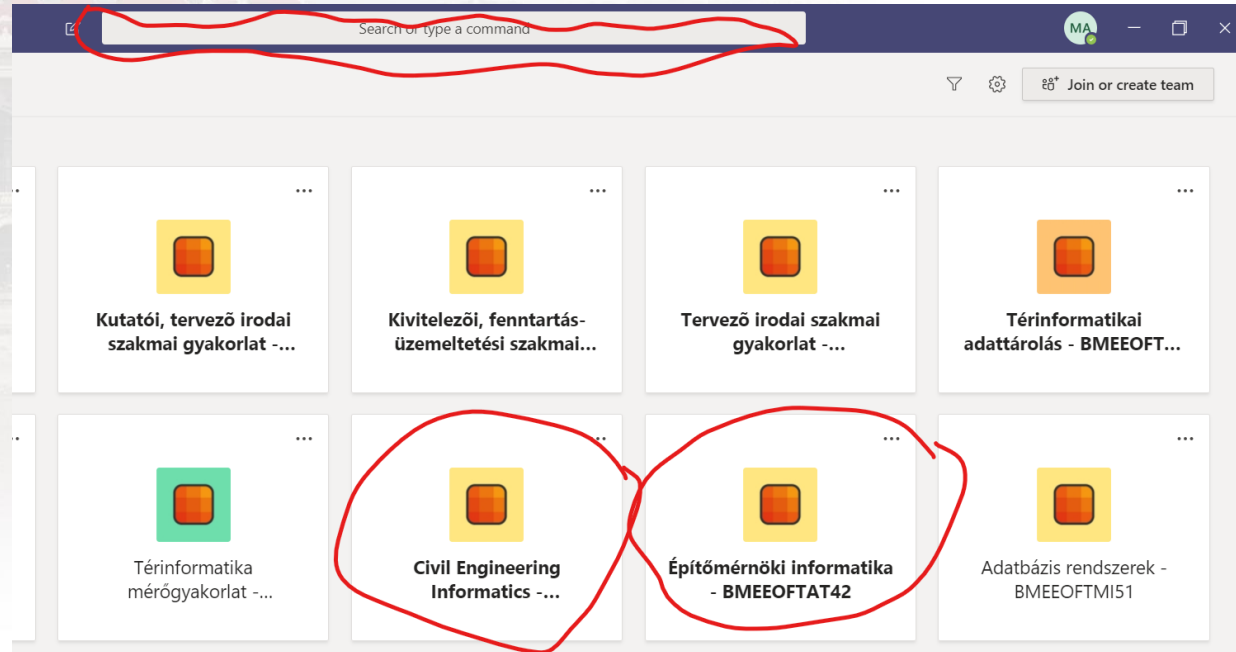 Search or type a command
MA
Join or create team
Kutatói, tervezõ irodai
szakmai gyakorlat -...
Kivitelezõi, fenntartás-
üzemeltetési szakmai...
Tervezõ irodai szakmai
gyakorlat -...
Térinformatikai
adattárolás - BMEEOFT...
Térinformatika
mérőgyakorlat -...
Civil Engineering
Informatics -...
Építőmérnöki informatika
- BMEEOFTAT42
Adatbázis rendszerek -
BMEEOFTMI51